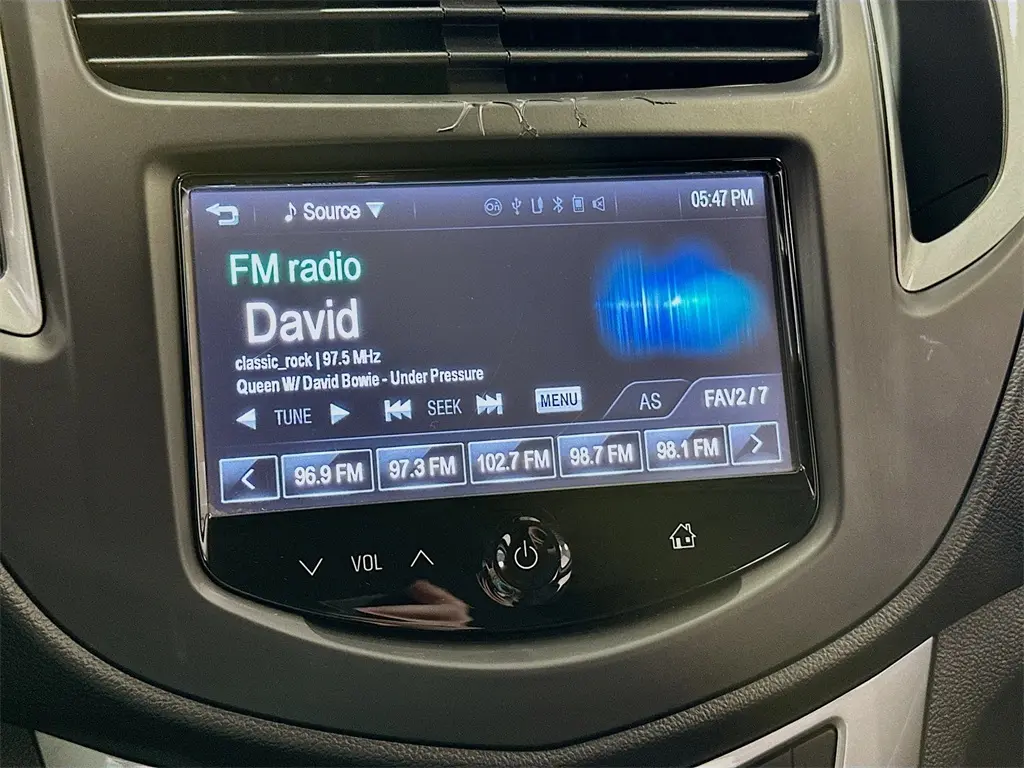 Source 05:47 PM
FM radio
David
classic_rock | 97.5 MHz
Queen W/ David Bowie - Under Pressure
TUNE SEEK MENU AS FAV2 / 7
96.9 FM 97.3 FM 102.7 FM 98.7 FM 98.1 FM
VOL